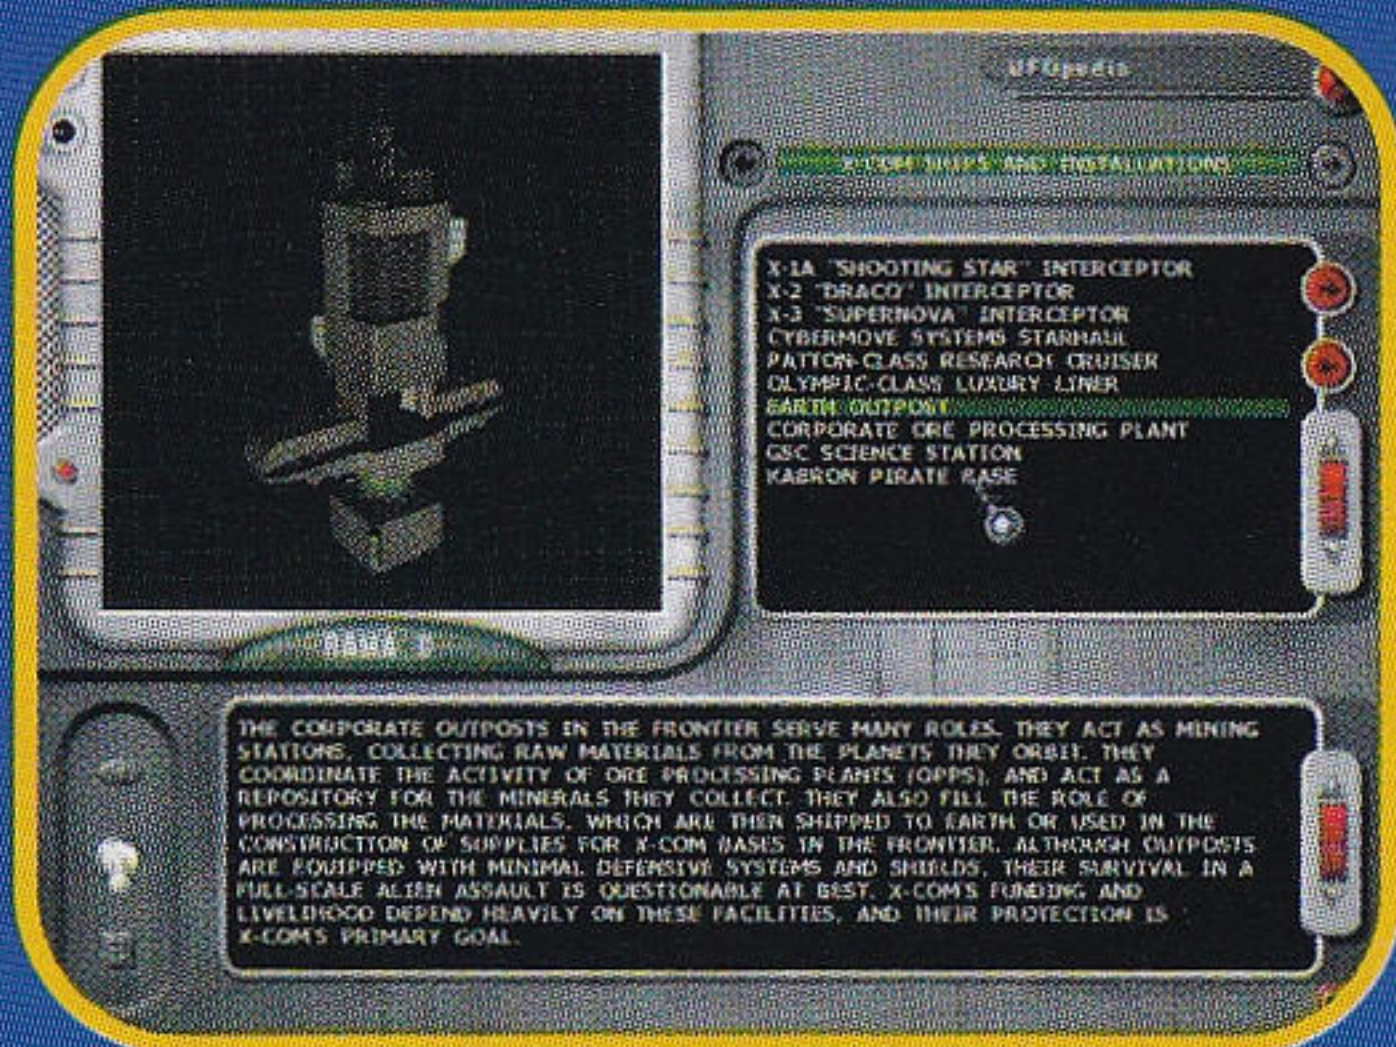 UFOpedia
X-COM SHIPS AND INSTALLATIONS
X-1A "SHOOTING STAR" INTERCEPTOR
X-2 "DRACO" INTERCEPTOR
X-3 "SUPERNOVA" INTERCEPTOR
CYBERMOVE SYSTEMS STARHAUL
PATTON-CLASS RESEARCH CRUISER
OLYMPIC-CLASS LUXURY LINER
EARTH OUTPOST
CORPORATE ORE PROCESSING PLANT
GSC SCIENCE STATION
KABRON PIRATE BASE
THE CORPORATE OUTPOSTS IN THE FRONTIER SERVE MANY ROLES. THEY ACT AS MINING
STATIONS, COLLECTING RAW MATERIALS FROM THE PLANETS THEY ORBIT. THEY
COORDINATE THE ACTIVITY OF ORE PROCESSING PLANTS (OPPS), AND ACT AS A
REPOSITORY FOR THE MINERALS THEY COLLECT. THEY ALSO FILL THE ROLE OF
PROCESSING THE MATERIALS, WHICH ARE THEN SHIPPED TO EARTH OR USED IN THE
CONSTRUCTION OF SUPPLIES FOR X-COM BASES IN THE FRONTIER. ALTHOUGH OUTPOSTS
ARE EQUIPPED WITH MINIMAL DEFENSIVE SYSTEMS AND SHIELDS, THEIR SURVIVAL IN A
FULL-SCALE ALIEN ASSAULT IS QUESTIONABLE AT BEST. X-COM'S FUNDING AND
LIVELIHOOD DEPEND HEAVILY ON THESE FACILITIES, AND THEIR PROTECTION IS
X-COM'S PRIMARY GOAL.